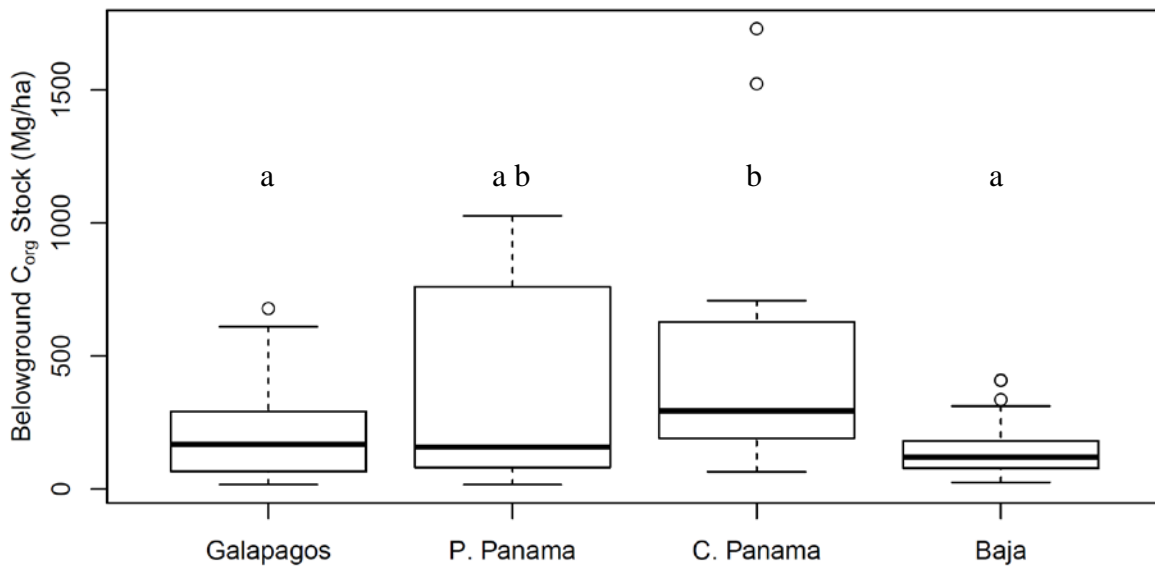 Belowground Corg Stock (Mg/ha)
1500
1000
500
0
a
a b
b
a
Galapagos
P. Panama
C. Panama
Baja